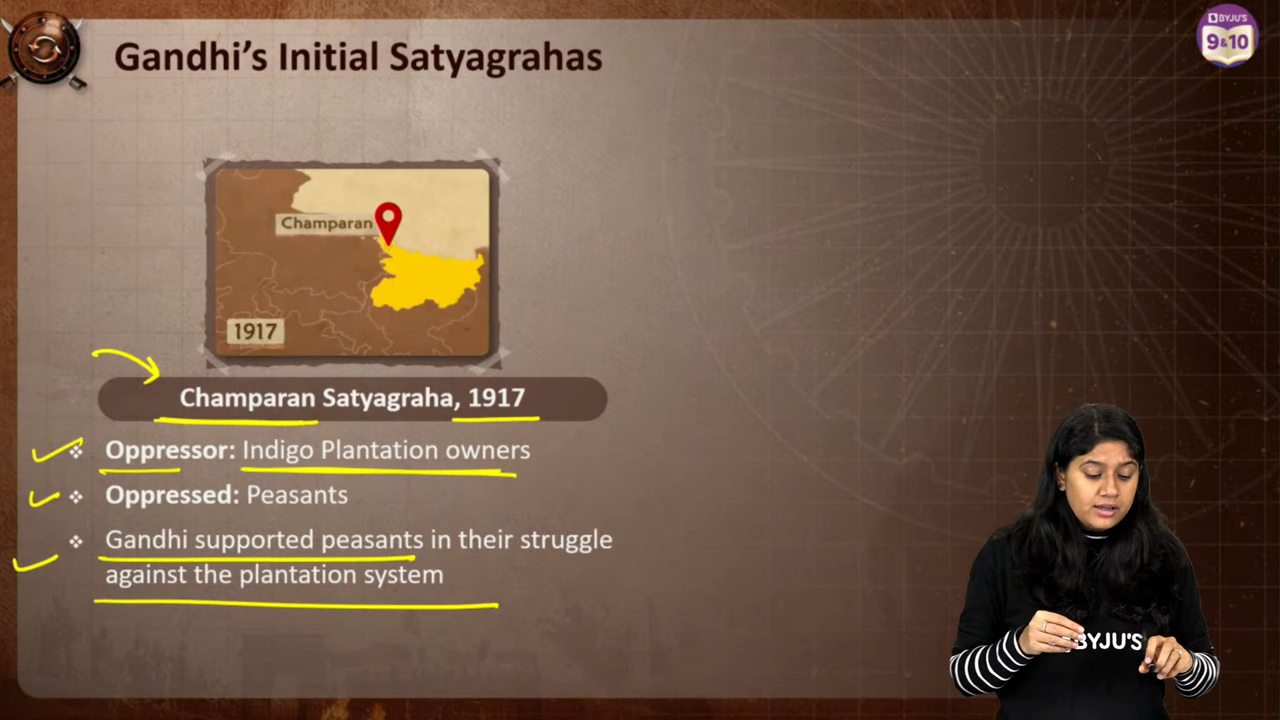 Gandhi's Initial Satyagrahas
BYJU'S
9&10
Champaran
1917
Champaran Satyagraha, 1917
Oppressor: Indigo Plantation owners
Oppressed: Peasants
Gandhi supported peasants in their struggle
against the plantation system
BYJU'S